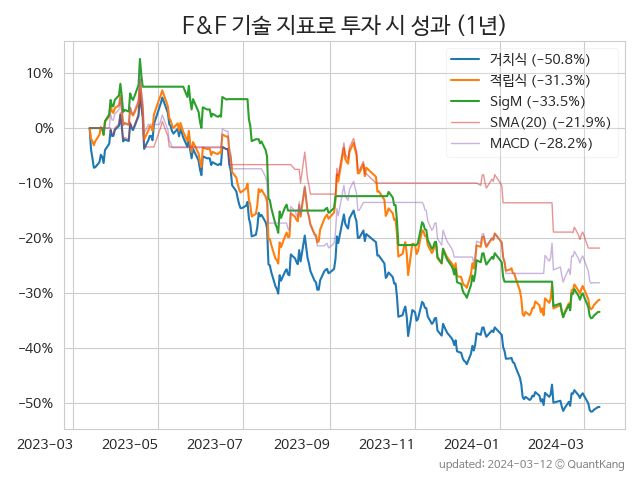 F&F 기술 지표로 투자 시 성과 (1년)
거치식 (−50.8%)
적립식 (−31.3%)
SigM (−33.5%)
SMA(20) (−21.9%)
MACD (−28.2%)
10%
0%
−10%
−20%
−30%
−40%
−50%
2023-03 2023-05 2023-07 2023-09 2023-11 2024-01 2024-03
updated: 2024-03-12 © QuantKang